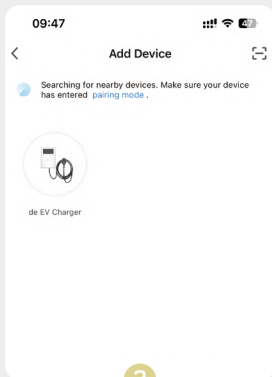 09:47
47
Add Device
Searching for nearby devices. Make sure your device
has entered pairing mode .
de EV Charger